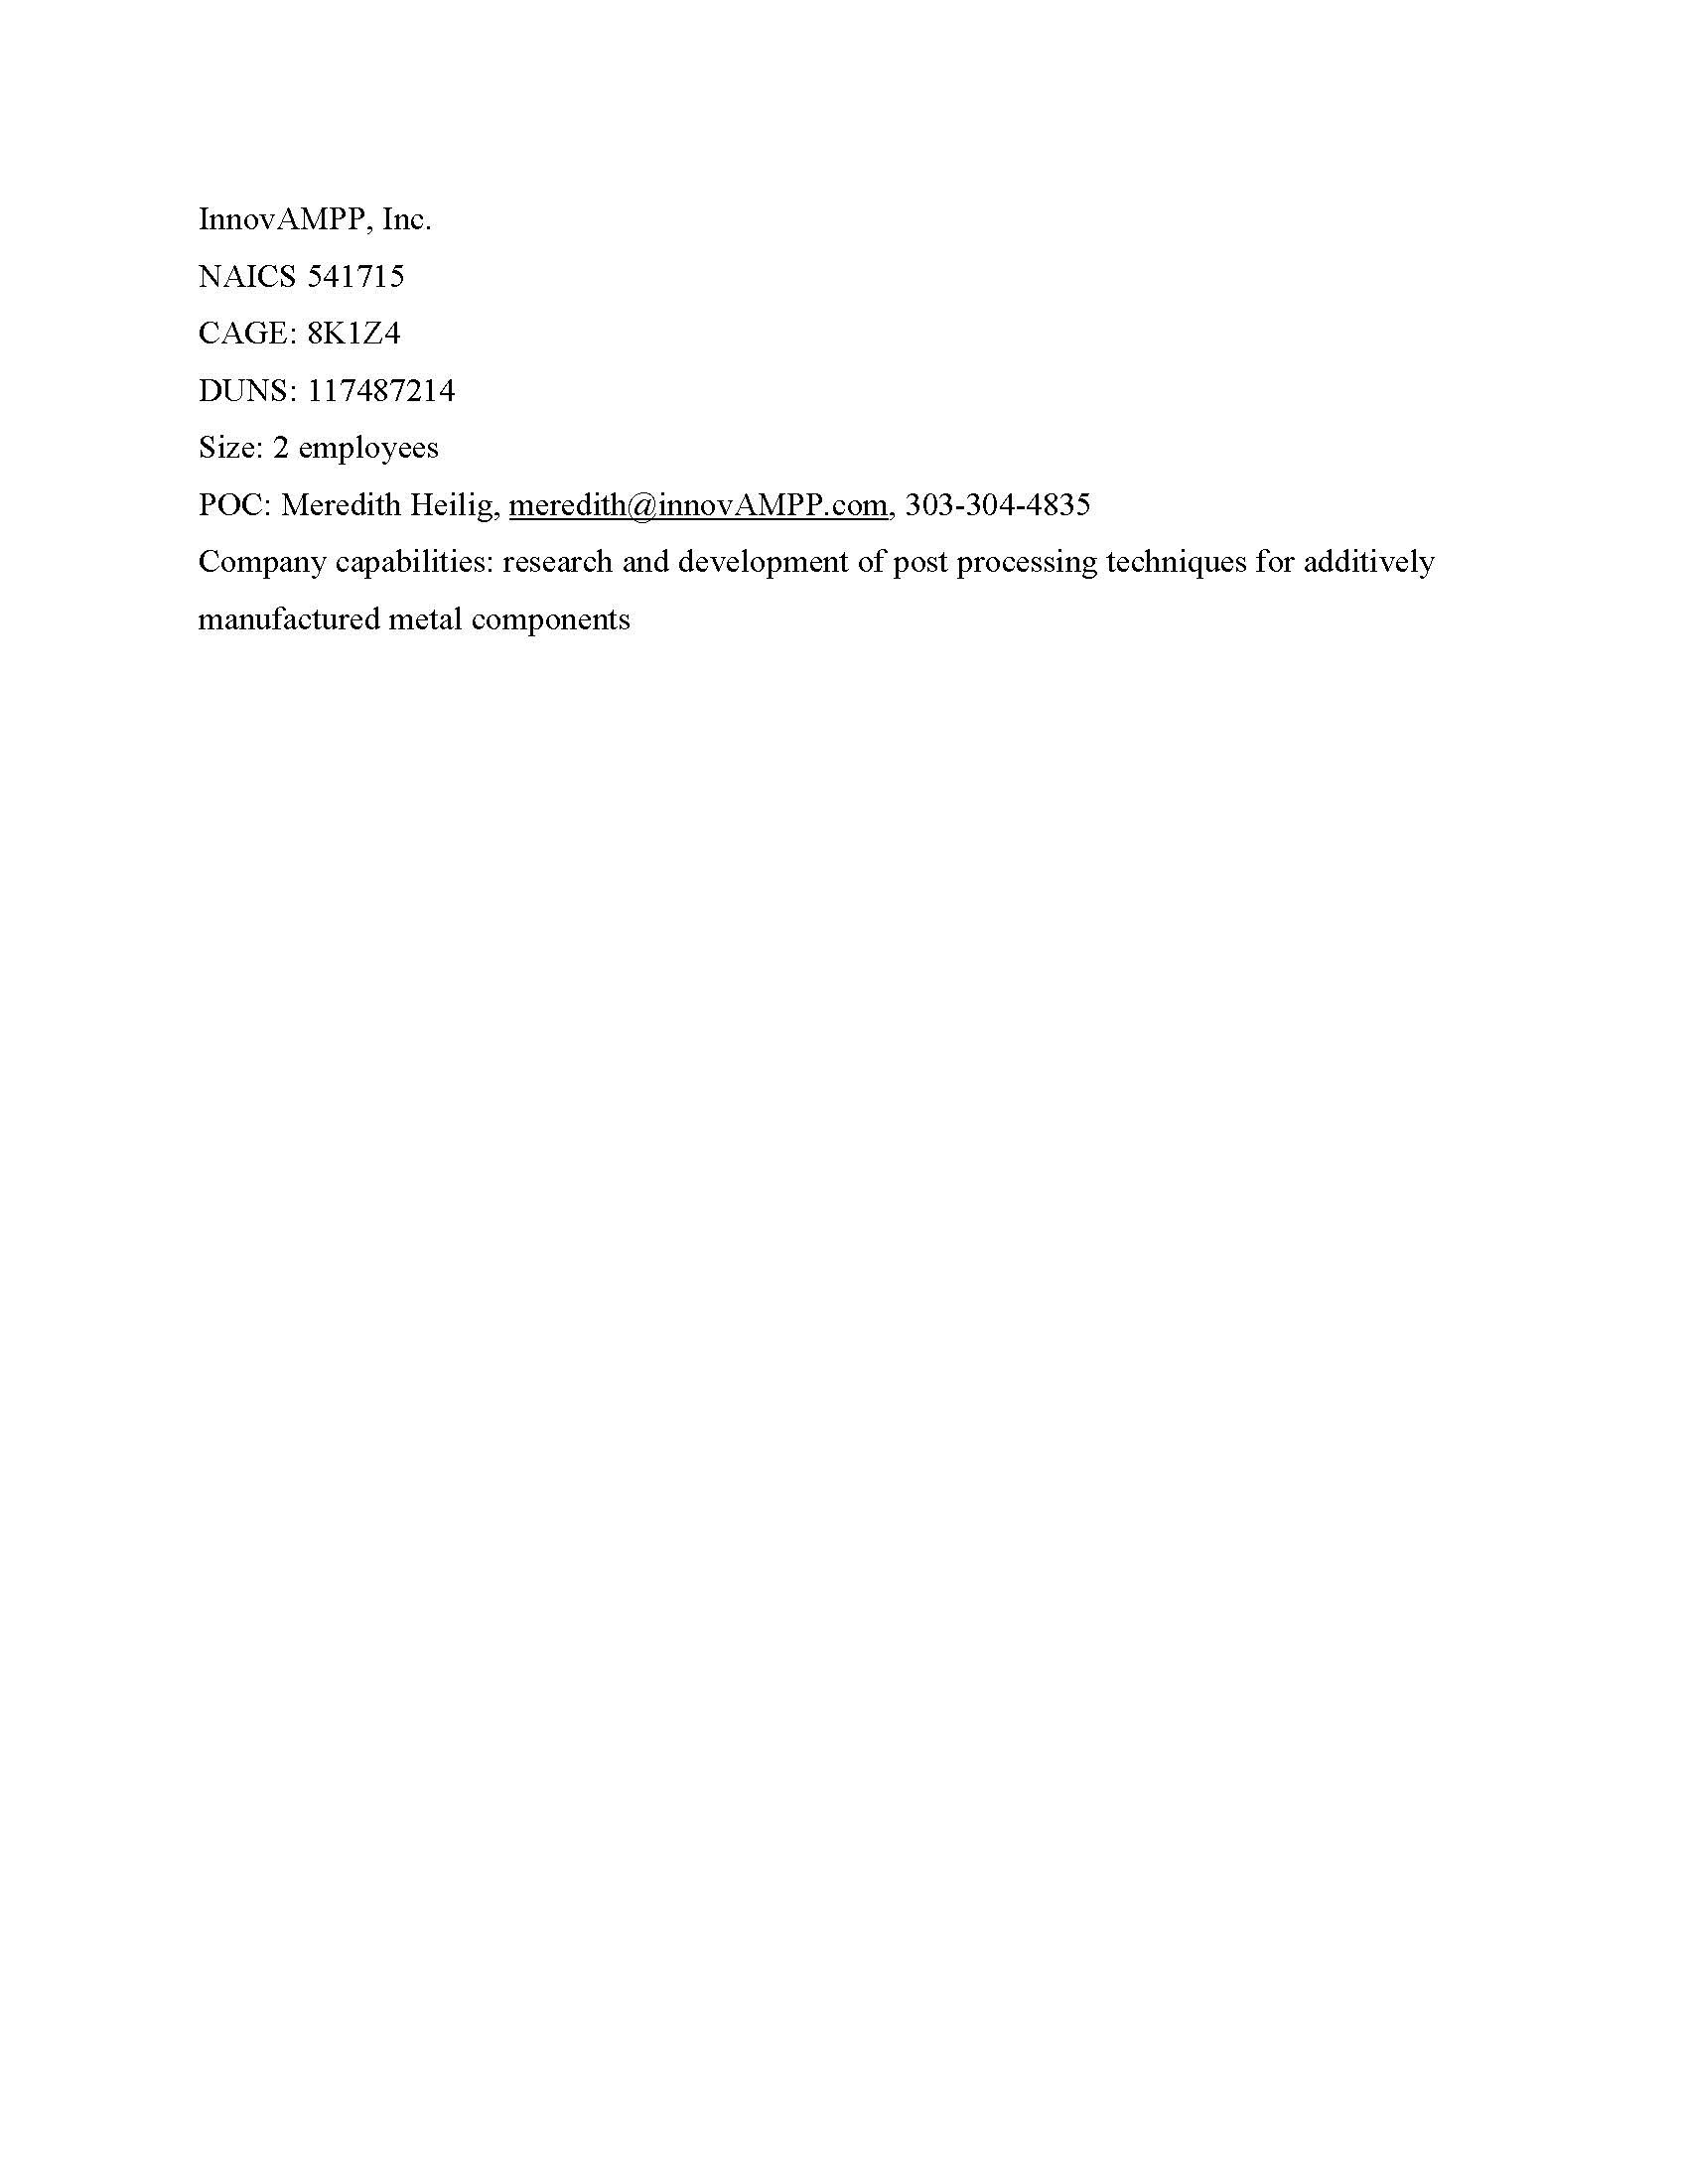 InnovAMPP, Inc.
NAICS 541715
CAGE: 8K1Z4
DUNS: 117487214
Size: 2 employees
POC: Meredith Heilig, meredith@innovAMPP.com, 303-304-4835
Company capabilities: research and development of post processing techniques for additively
manufactured metal components